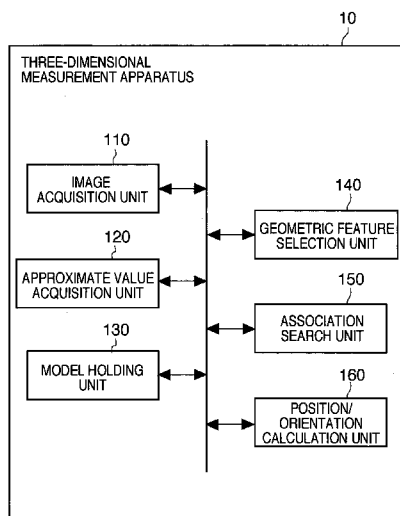 10
THREE-DIMENSIONAL
MEASUREMENT APPARATUS
110
IMAGE
ACQUISITION UNIT
120
APPROXIMATE VALUE
ACQUISITION UNIT
130
MODEL HOLDING
UNIT
140
GEOMETRIC FEATURE
SELECTION UNIT
150
ASSOCIATION
SEARCH UNIT
160
POSITION/
ORIENTATION
CALCULATION UNIT